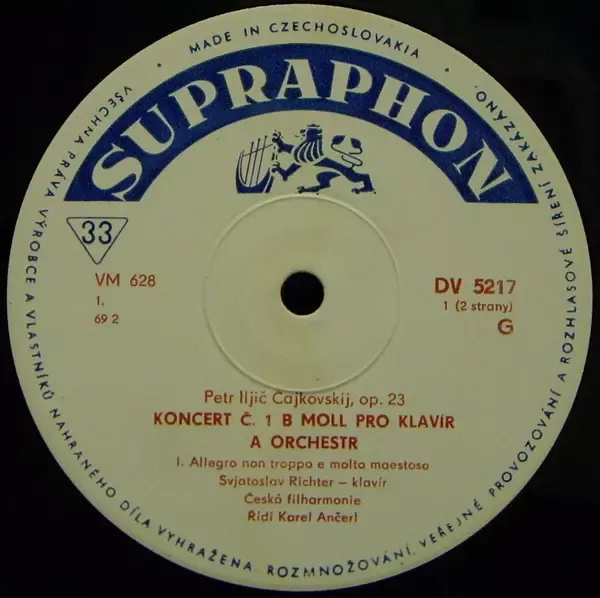 • MADE IN CZECHOSLOVAKIA •
SUPRAPHON
33
VM 628
1.
69 2
DV 5217
1 (2 strany)
G
Petr Iljič Čajkovskij, op. 23
KONCERT Č. 1 B MOLL PRO KLAVÍR
A ORCHESTR
I. Allegro non troppo e molto maestoso
Svjatoslav Richter – klavír
Česká filharmonie
Řídí Karel Ančerl
VŠECHNA PRÁVA VÝROBCE A VLASTNÍKŮ NAHRANÉHO DÍLA VYHRAŽENA. ROZMNOŽOVÁNÍ, VEŘEJNÉ PROVOZOVÁNÍ A ROZHLASOVÉ ŠÍŘENÍ ZAKÁZÁNO.